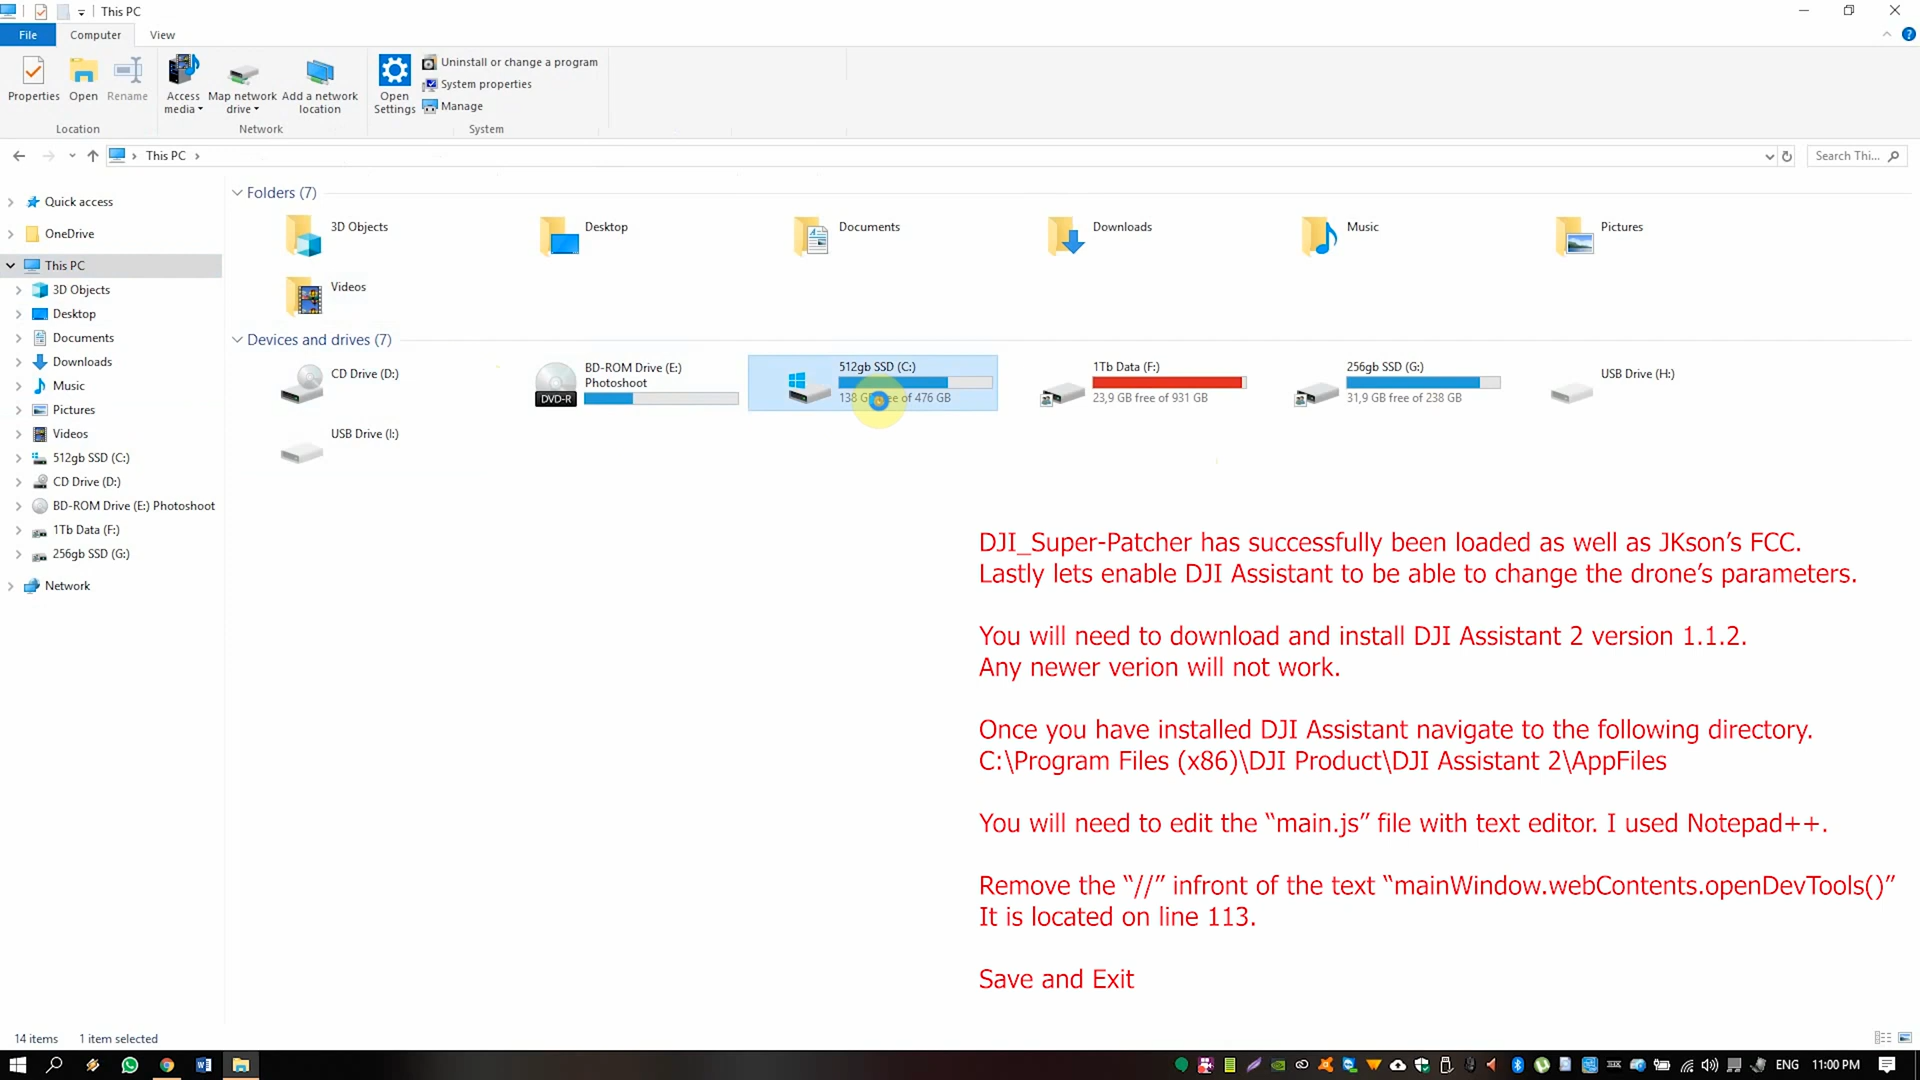 This PC
File
Computer
View
Properties
Open
Rename
Access media
Map network drive
Add a network location
Open Settings
Uninstall or change a program
System properties
Manage
Location
Network
System
This PC
Search Thi...
Quick access
OneDrive
This PC
3D Objects
Desktop
Documents
Downloads
Music
Pictures
Videos
512gb SSD (C:)
CD Drive (D:)
BD-ROM Drive (E:) Photoshoot
1Tb Data (F:)
256gb SSD (G:)
Network
Folders (7)
3D Objects
Desktop
Documents
Downloads
Music
Pictures
Videos
Devices and drives (7)
CD Drive (D:)
BD-ROM Drive (E:)
Photoshoot
DVD-R
512gb SSD (C:)
138 GB free of 476 GB
1Tb Data (F:)
23,9 GB free of 931 GB
256gb SSD (G:)
31,9 GB free of 238 GB
USB Drive (H:)
USB Drive (I:)
DJI_Super-Patcher has successfully been loaded as well as JKson’s FCC.
Lastly lets enable DJI Assistant to be able to change the drone’s parameters.
You will need to download and install DJI Assistant 2 version 1.1.2.
Any newer verion will not work.
Once you have installed DJI Assistant navigate to the following directory.
C:\Program Files (x86)\DJI Product\DJI Assistant 2\AppFiles
You will need to edit the “main.js” file with text editor. I used Notepad++.
Remove the “//” infront of the text “mainWindow.webContents.openDevTools()”
It is located on line 113.
Save and Exit
14 items
1 item selected
ENG
11:00 PM